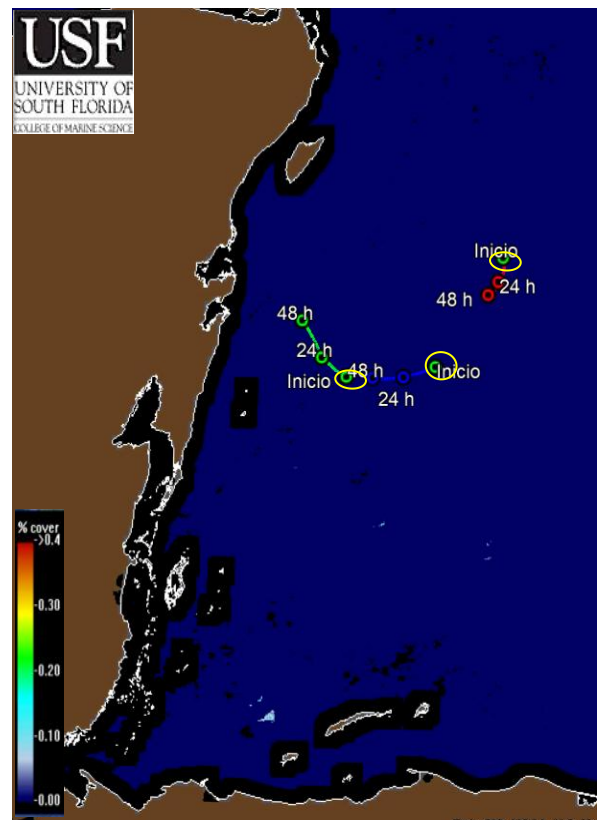 USF
UNIVERSITY OF
SOUTH FLORIDA
COLLEGE OF MARINE SCIENCE
Inicio
24 h
48 h
48 h
24 h
48 h
Inicio
Inicio
24 h
% cover
->0.4
-0.30
-0.20
-0.10
-0.00